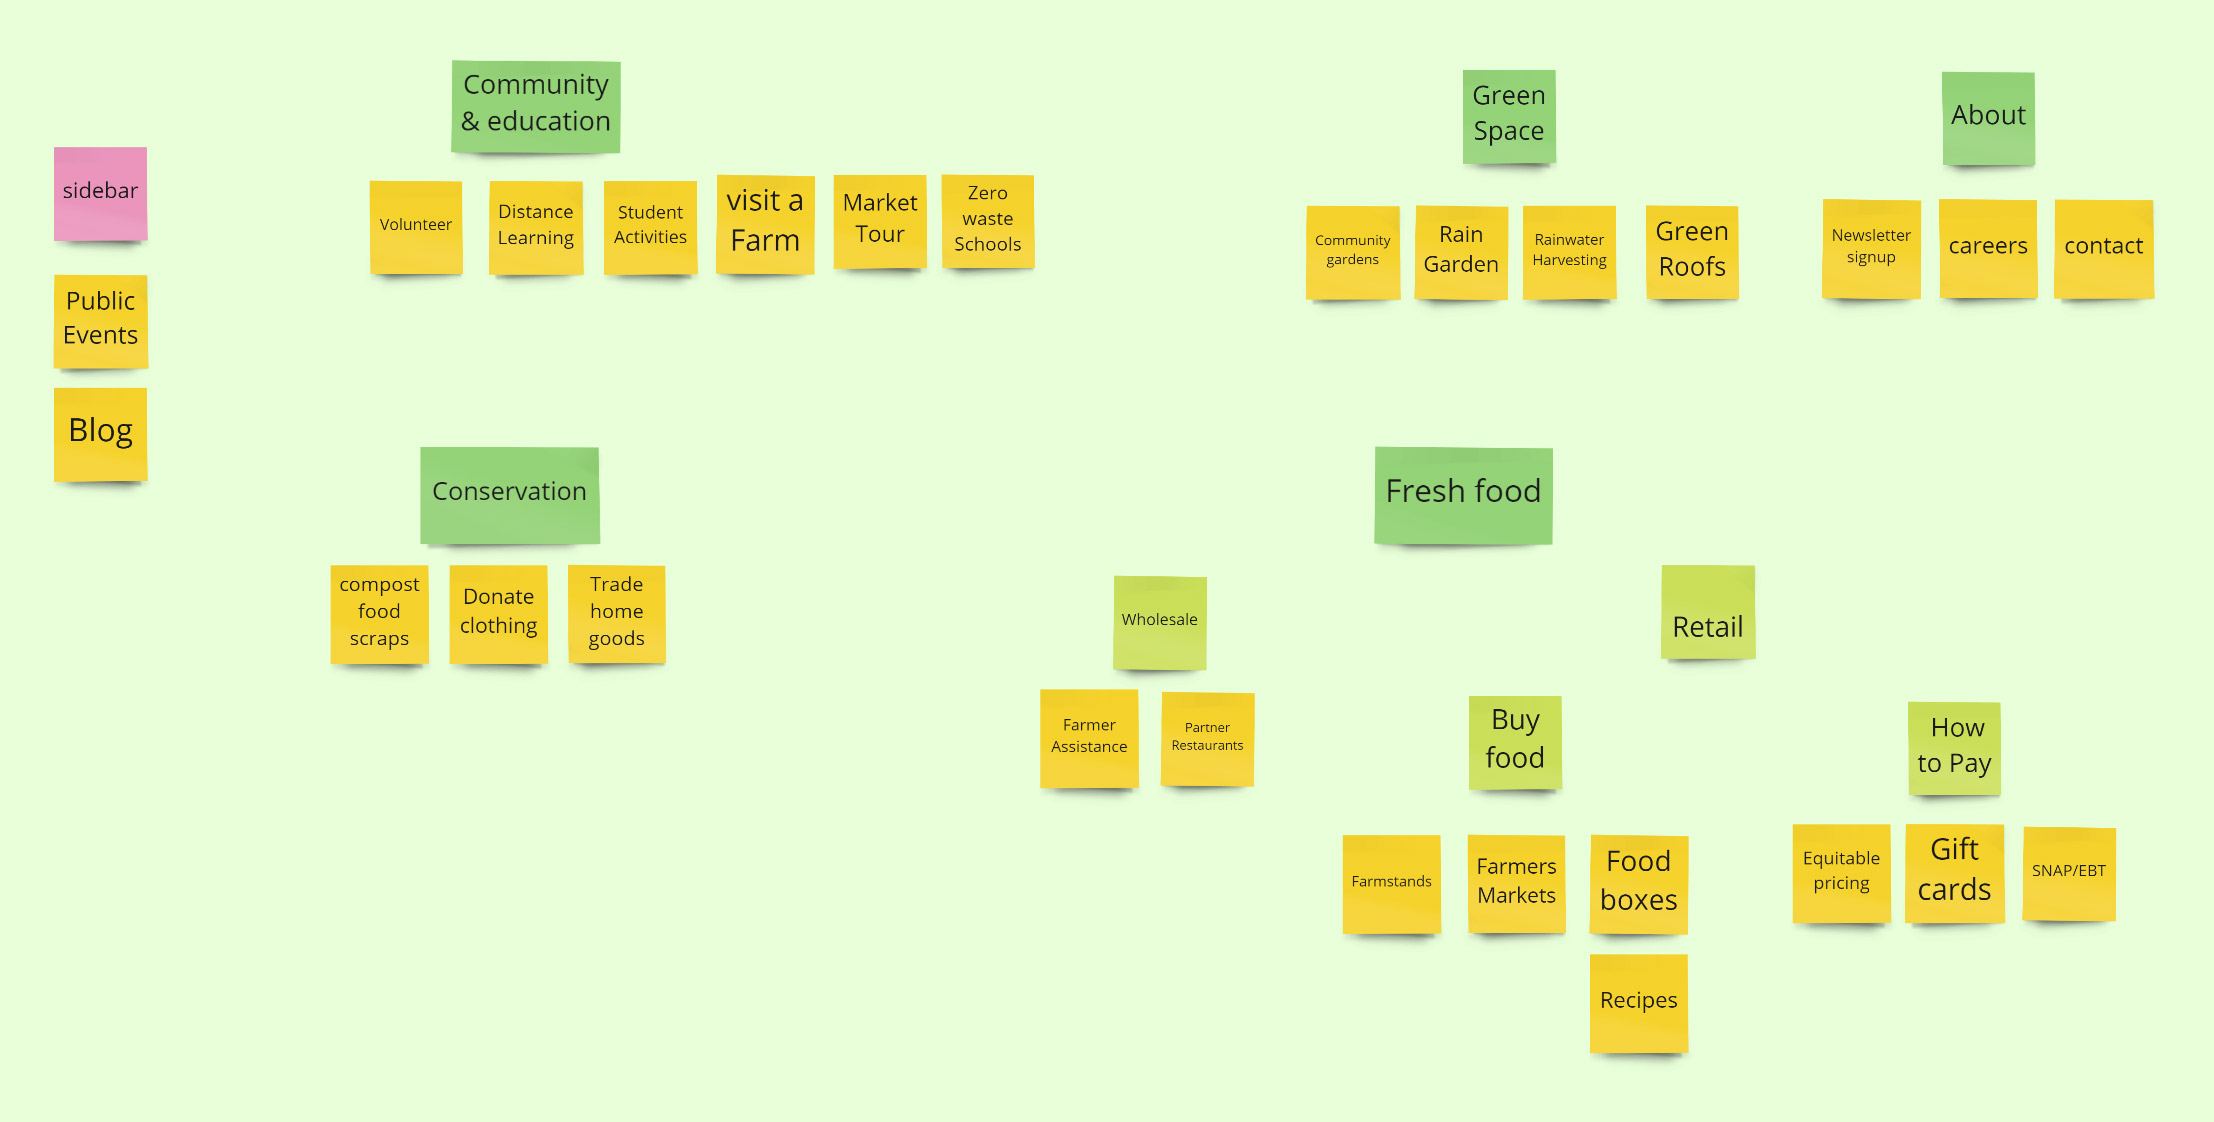 sidebar
Public
Events
Blog
Community
& education
Volunteer
Distance
Learning
Student
Activities
visit a
Farm
Market
Tour
Zero
waste
Schools
Green
Space
Community
gardens
Rain
Garden
Rainwater
Harvesting
Green
Roofs
About
Newsletter
signup
careers
contact
Conservation
compost
food
scraps
Donate
clothing
Trade
home
goods
Fresh food
Wholesale
Farmer
Assistance
Partner
Restaurants
Retail
Buy
food
Farmstands
Farmers
Markets
Food
boxes
Recipes
How
to Pay
Equitable
pricing
Gift
cards
SNAP/EBT